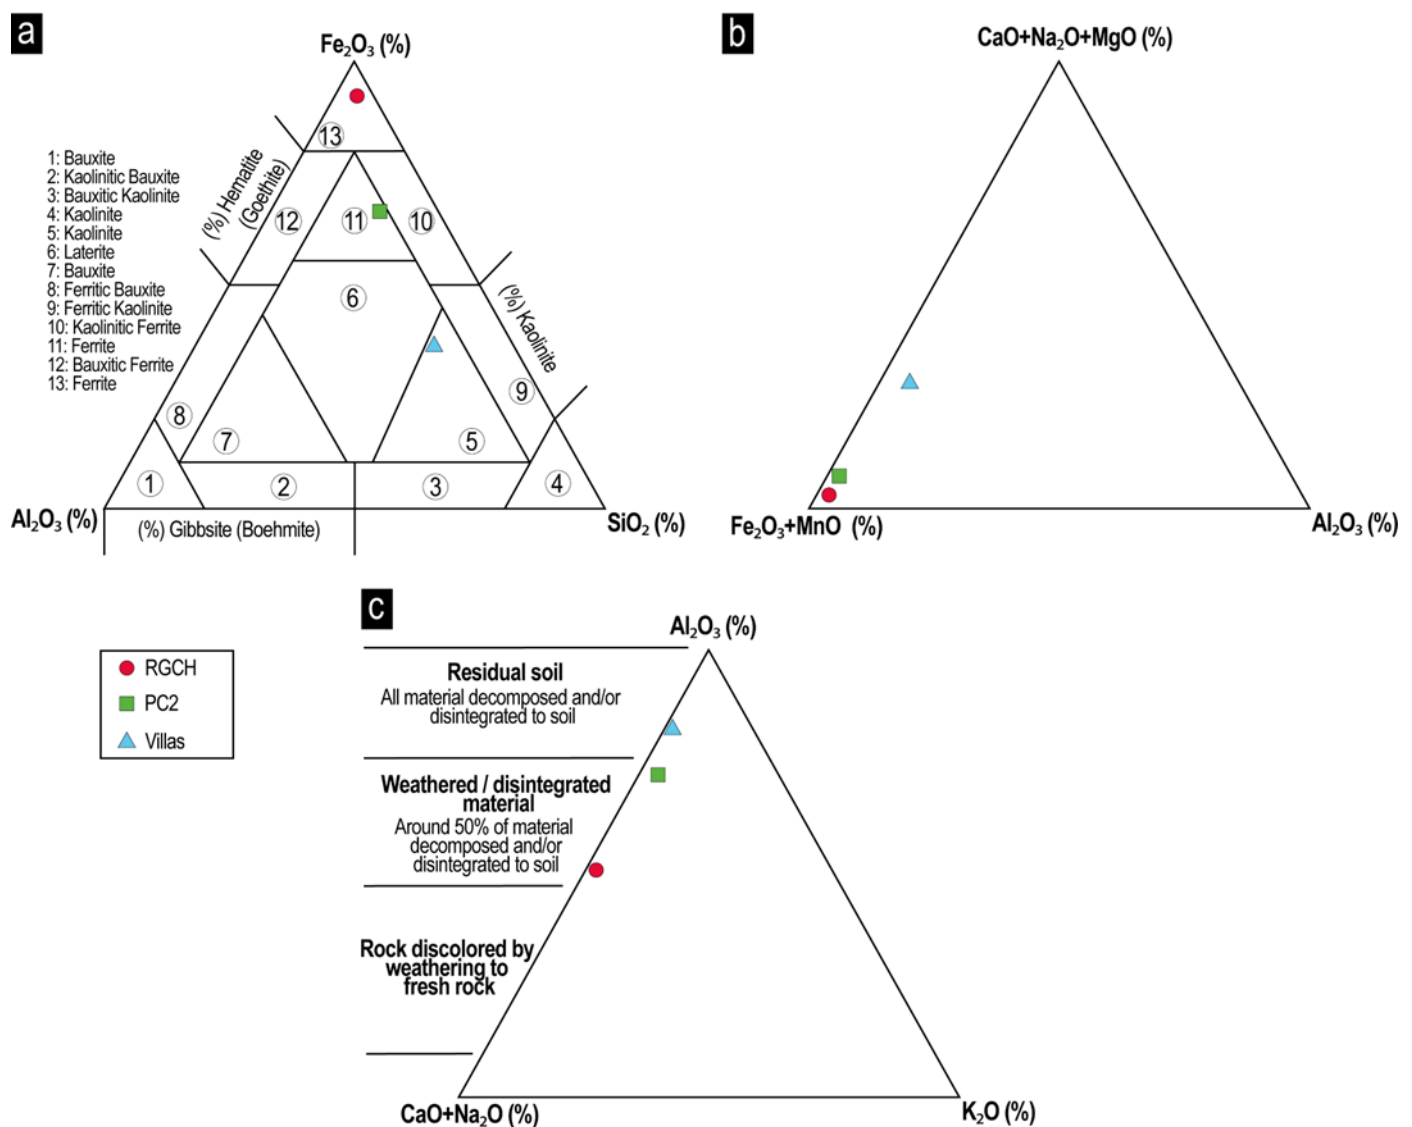 a
Fe₂O₃ (%)
1: Bauxite
2: Kaolinitic Bauxite
3: Bauxitic Kaolinite
4: Kaolinite
5: Kaolinite
6: Laterite
7: Bauxite
8: Ferritic Bauxite
9: Ferritic Kaolinite
10: Kaolinitic Ferrite
11: Ferrite
12: Bauxitic Ferrite
13: Ferrite
(%) Hematite
(Goethite)
(%) Kaolinite
13
12
11
10
6
9
8
7
5
1
2
3
4
Al₂O₃ (%)
(%) Gibbsite (Boehmite)
SiO₂ (%)
b
CaO+Na₂O+MgO (%)
Fe₂O₃+MnO (%)
Al₂O₃ (%)
RGCH
PC2
Villas
c
Al₂O₃ (%)
Residual soil
All material decomposed and/or
disintegrated to soil
Weathered / disintegrated
material
Around 50% of material
decomposed and/or
disintegrated to soil
Rock discolored by
weathering to
fresh rock
CaO+Na₂O (%)
K₂O (%)